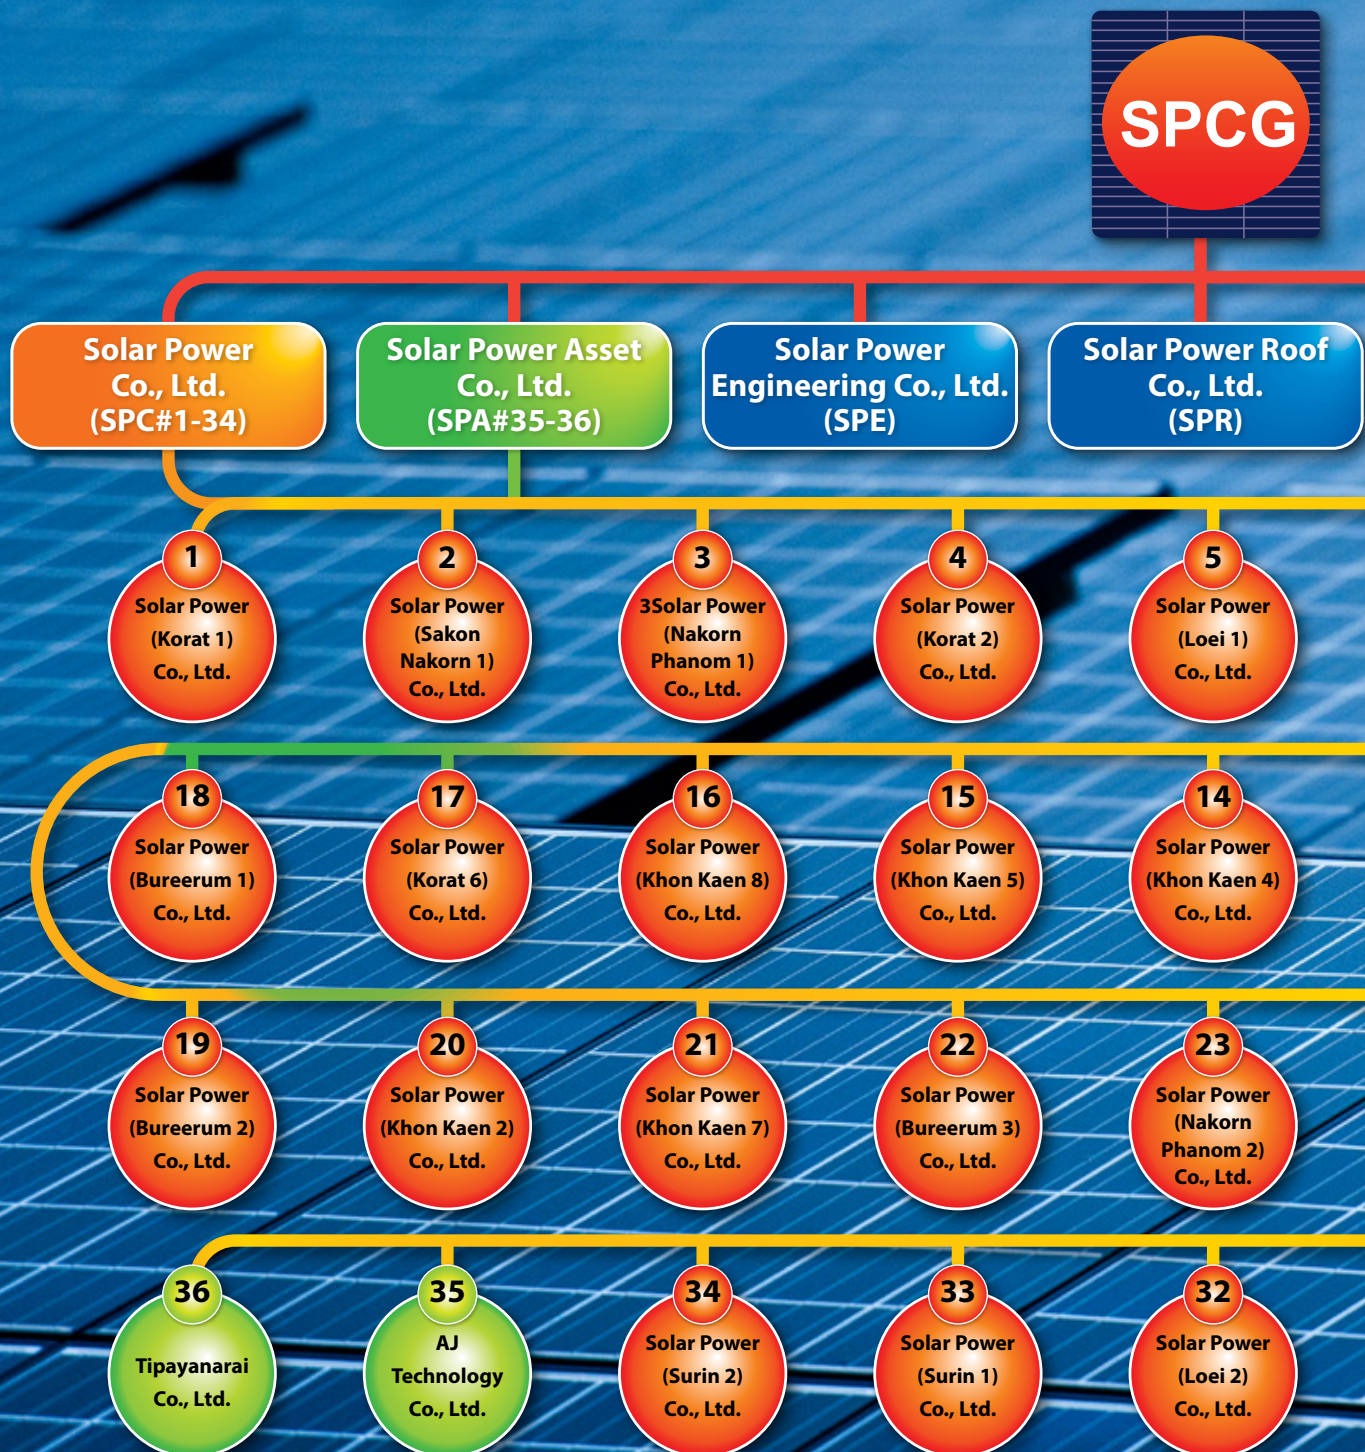 SPCG
Solar Power
Co., Ltd.
(SPC#1-34)
Solar Power Asset
Co., Ltd.
(SPA#35-36)
Solar Power
Engineering Co., Ltd.
(SPE)
Solar Power Roof
Co., Ltd.
(SPR)
1
Solar Power
(Korat 1)
Co., Ltd.
2
Solar Power
(Sakon
Nakorn 1)
Co., Ltd.
3
3Solar Power
(Nakorn
Phanom 1)
Co., Ltd.
4
Solar Power
(Korat 2)
Co., Ltd.
5
Solar Power
(Loei 1)
Co., Ltd.
18
Solar Power
(Bureerum 1)
Co., Ltd.
17
Solar Power
(Korat 6)
Co., Ltd.
16
Solar Power
(Khon Kaen 8)
Co., Ltd.
15
Solar Power
(Khon Kaen 5)
Co., Ltd.
14
Solar Power
(Khon Kaen 4)
Co., Ltd.
19
Solar Power
(Bureerum 2)
Co., Ltd.
20
Solar Power
(Khon Kaen 2)
Co., Ltd.
21
Solar Power
(Khon Kaen 7)
Co., Ltd.
22
Solar Power
(Bureerum 3)
Co., Ltd.
23
Solar Power
(Nakorn
Phanom 2)
Co., Ltd.
36
Tipayanarai
Co., Ltd.
35
AJ
Technology
Co., Ltd.
34
Solar Power
(Surin 2)
Co., Ltd.
33
Solar Power
(Surin 1)
Co., Ltd.
32
Solar Power
(Loei 2)
Co., Ltd.